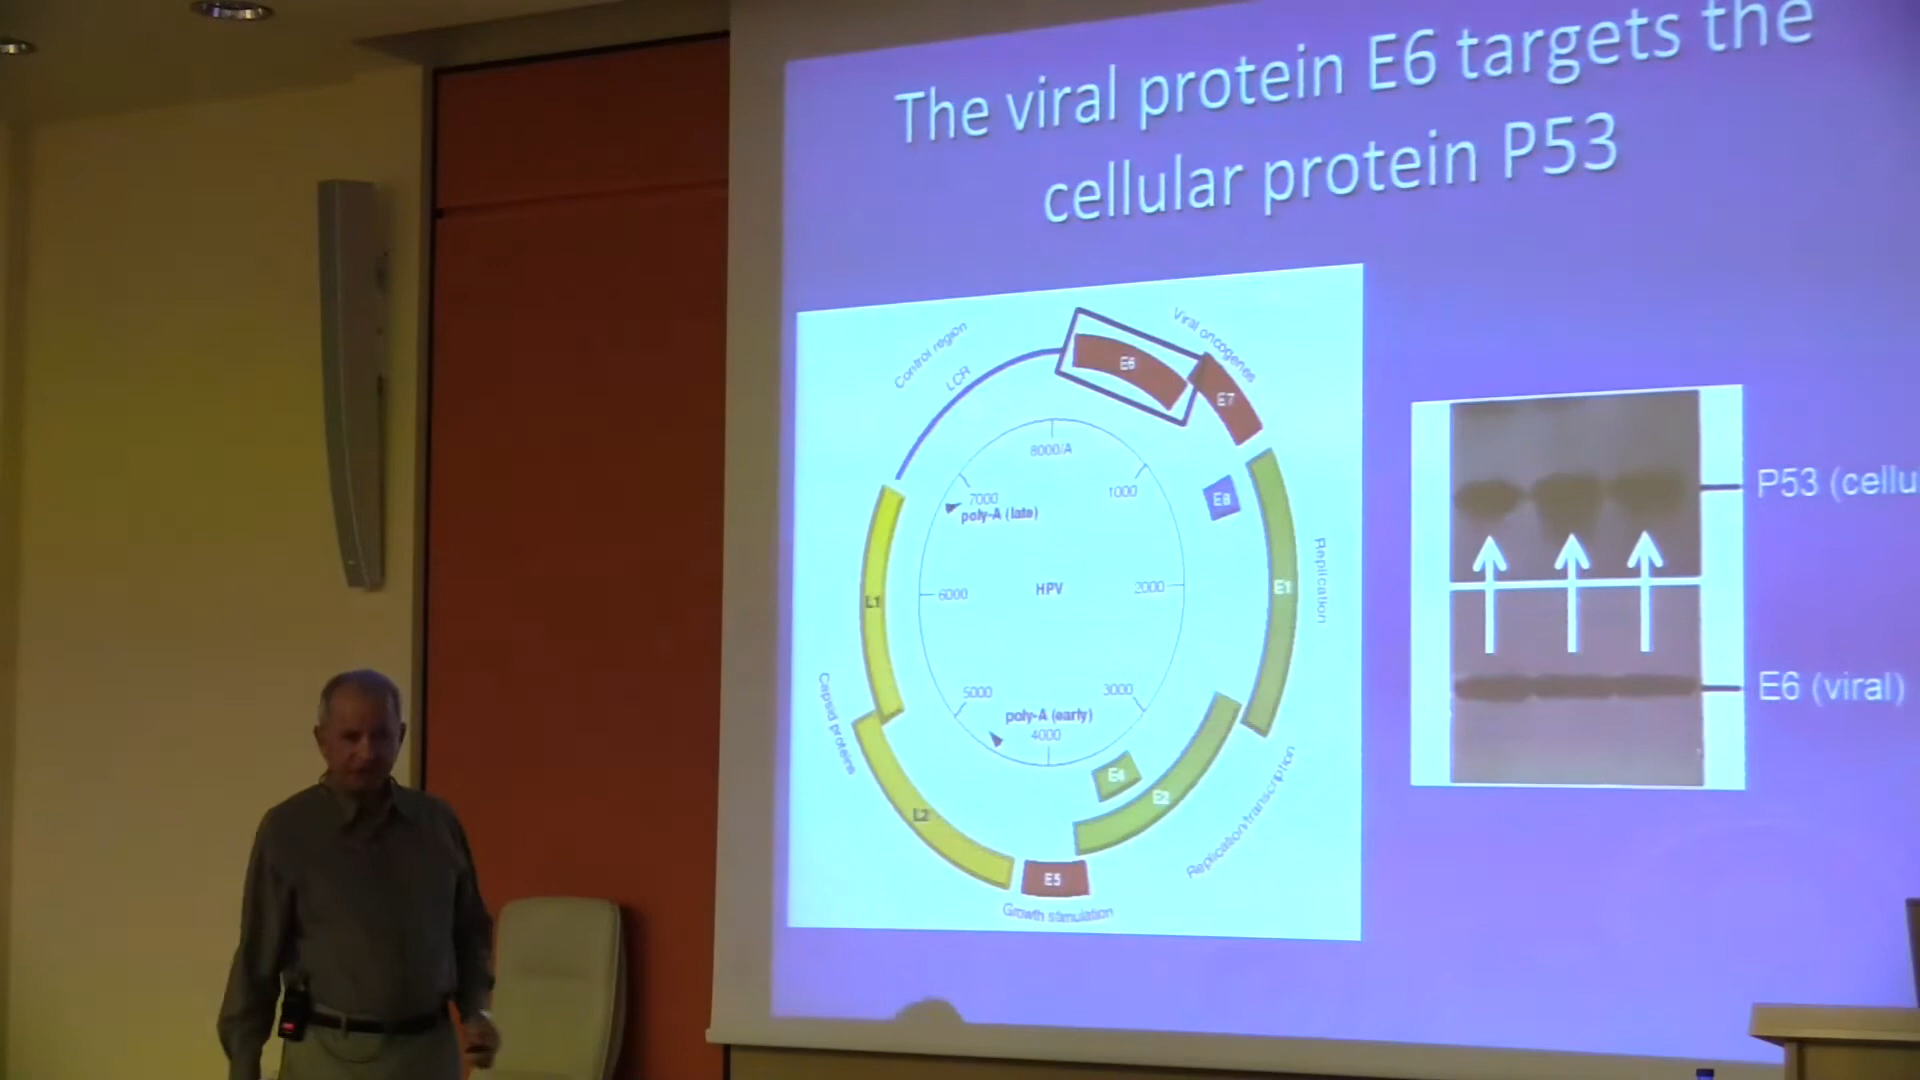 The viral protein E6 targets the
cellular protein P53
Control region
LCR
E6
Viral oncogenes
E7
8000/A
7000
poly-A (late)
1000
E8
P53 (cellu
Replication
L1
6000
HPV
2000
E1
5000
3000
poly-A (early)
4000
E6 (viral)
Capsid proteins
E2
L2
Replication/transcription
E5
Growth stimulation